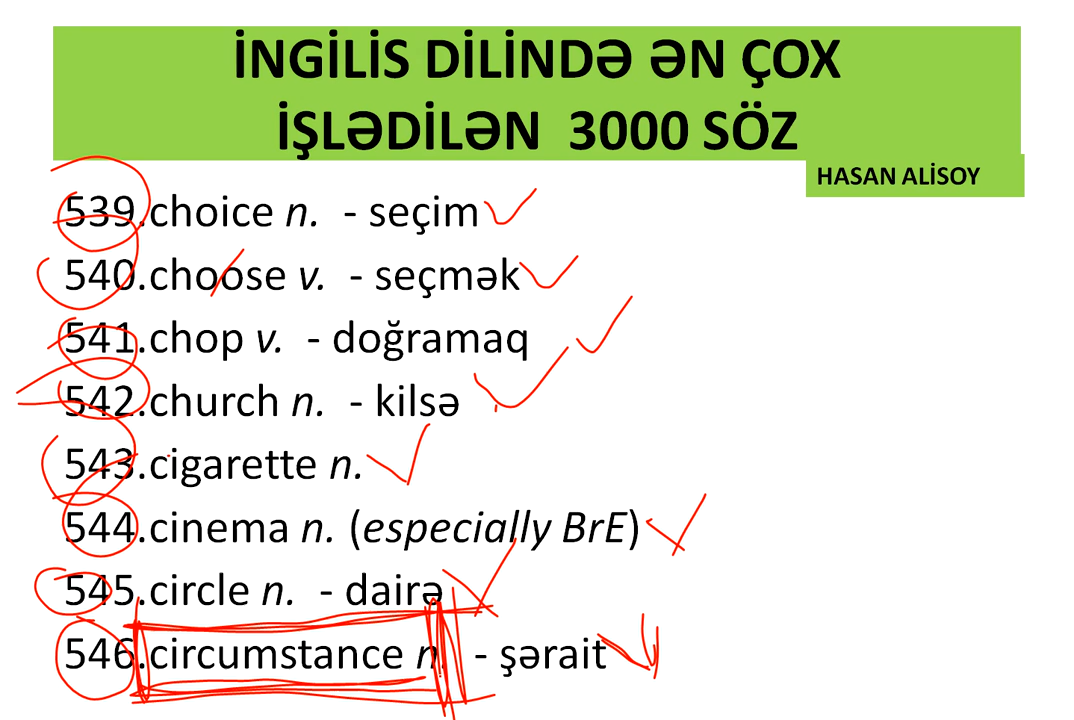 İNGİLİS DİLİNDƏ ƏN ÇOX
İŞLƏDİLƏN 3000 SÖZ
HASAN ALİSOY
539.choice n. - seçim
540.choose v. - seçmək
541.chop v. - doğramaq
542.church n. - kilsə
543.cigarette n.
544.cinema n. (especially BrE)
545.circle n. - dairə
546.circumstance n. - şərait